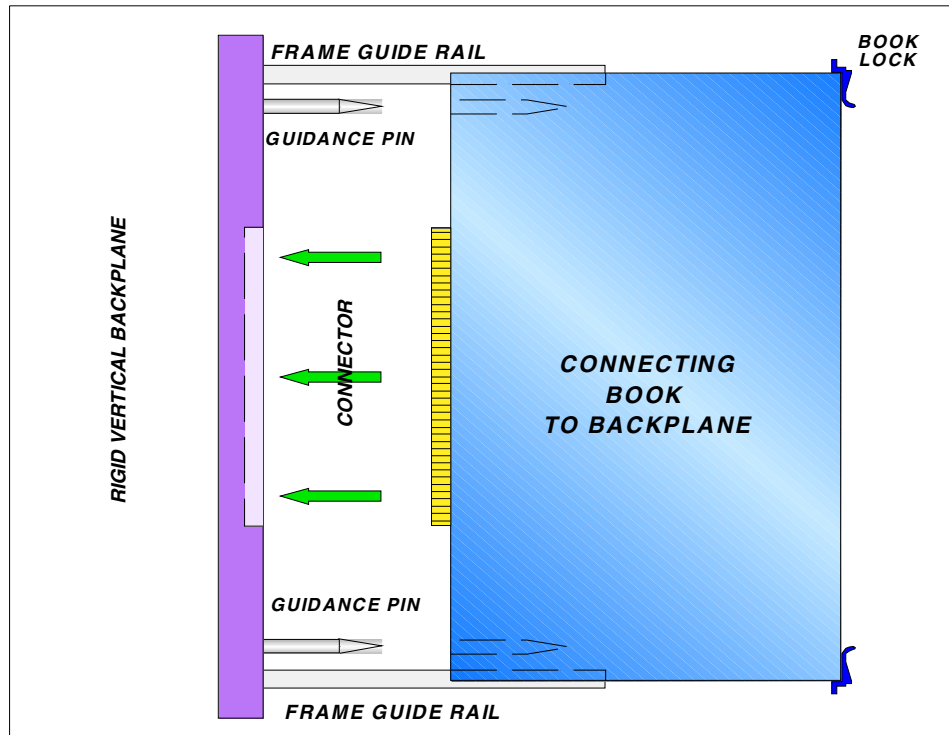 FRAME GUIDE RAIL
BOOK
LOCK
GUIDANCE PIN
RIGID VERTICAL BACKPLANE
CONNECTOR
CONNECTING
BOOK
TO BACKPLANE
GUIDANCE PIN
FRAME GUIDE RAIL